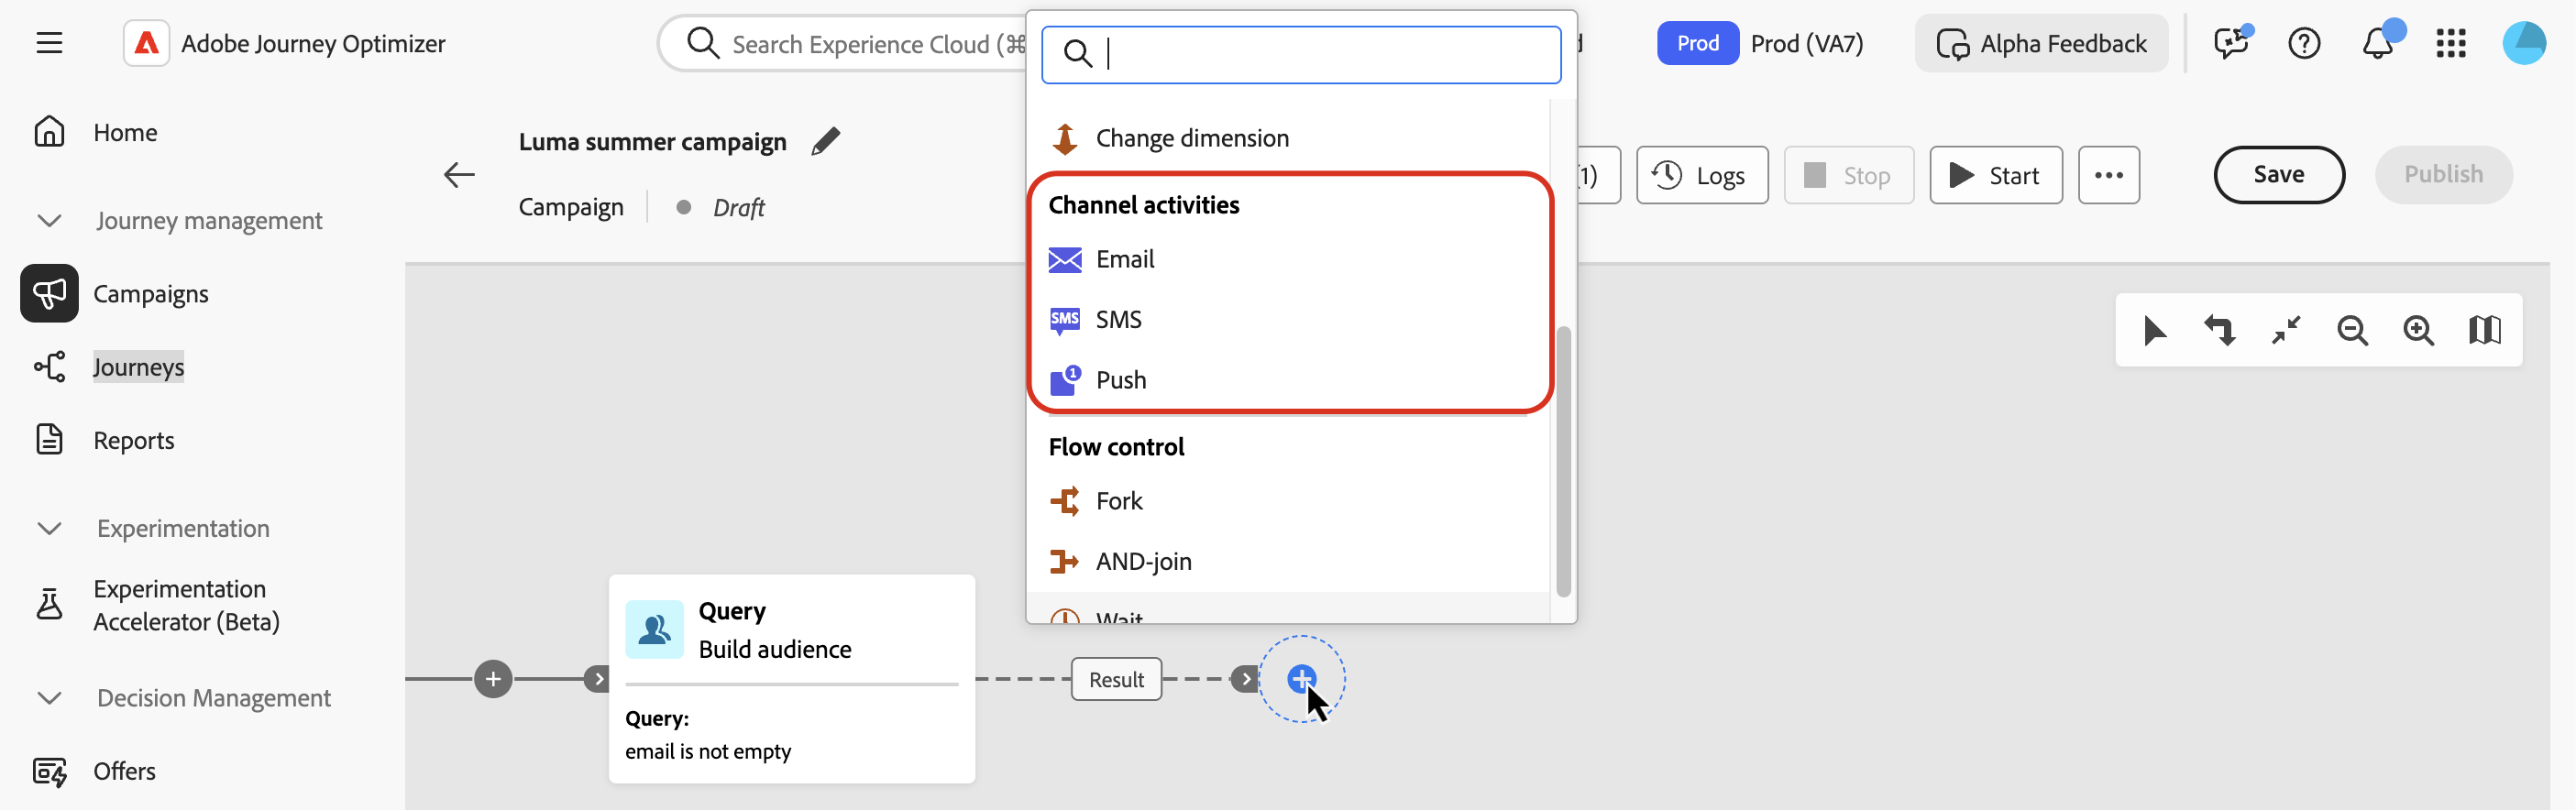 Adobe Journey Optimizer
Search Experience Cloud (⌘
Prod
Prod (VA7)
Alpha Feedback
Home
Journey management
Campaigns
Journeys
Reports
Experimentation
Experimentation
Accelerator (Beta)
Decision Management
Offers
Luma summer campaign
Campaign
Draft
1)
Logs
Stop
Start
Save
Publish
Change dimension
Channel activities
Email
SMS
SMS
1
Push
Flow control
Fork
AND-join
Wait
Query
Build audience
Query:
email is not empty
Result